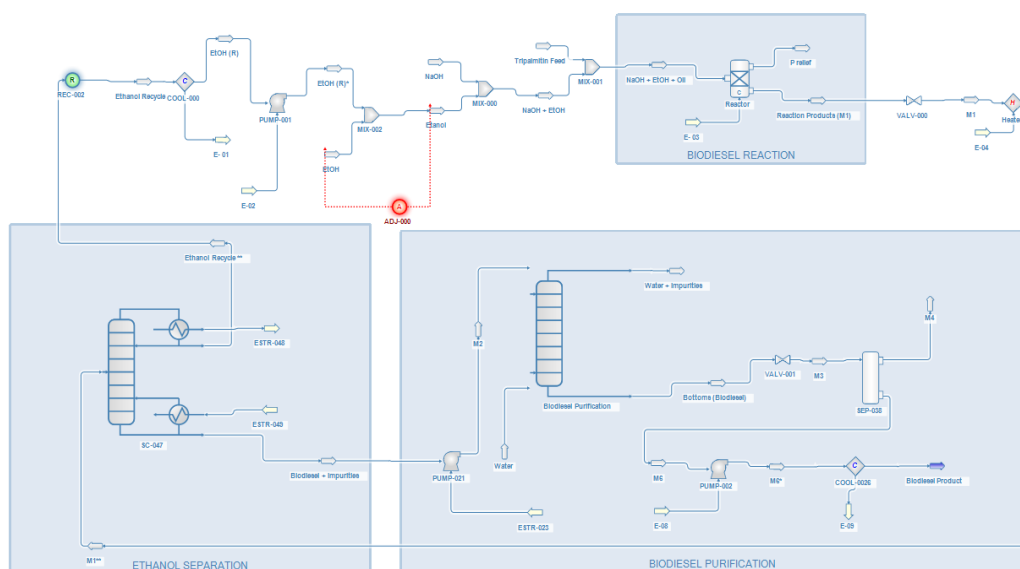 EtOH (R)
EtOH (R)*
NaOH
Tripalmitin Feed
P relief
R
C
REC-002
Ethanol Recycle
COOL-000
PUMP-001
MIX-002
Etanol
MIX-000
NaOH + EtOH
MIX-001
NaOH + EtOH + Oil
C
Reactor
Reaction Products (M1)
VALV-000
M1
H
Heate
E- 01
EtOH
E- 03
E-04
BIODIESEL REACTION
E-02
A
ADJ-000
Ethanol Recycle **
Water + Impurities
M2
M4
ESTR-048
VALV-001
M3
Biodiesel Purification
Bottoms (Biodiesel)
SEP-038
ESTR-049
SC-047
Biodiesel + Impurities
PUMP-021
Water
M5
PUMP-002
M6*
C
COOL-0026
Biodiesel Product
ESTR-023
E-08
E-09
M1**
ETHANOL SEPARATION
BIODIESEL PURIFICATION